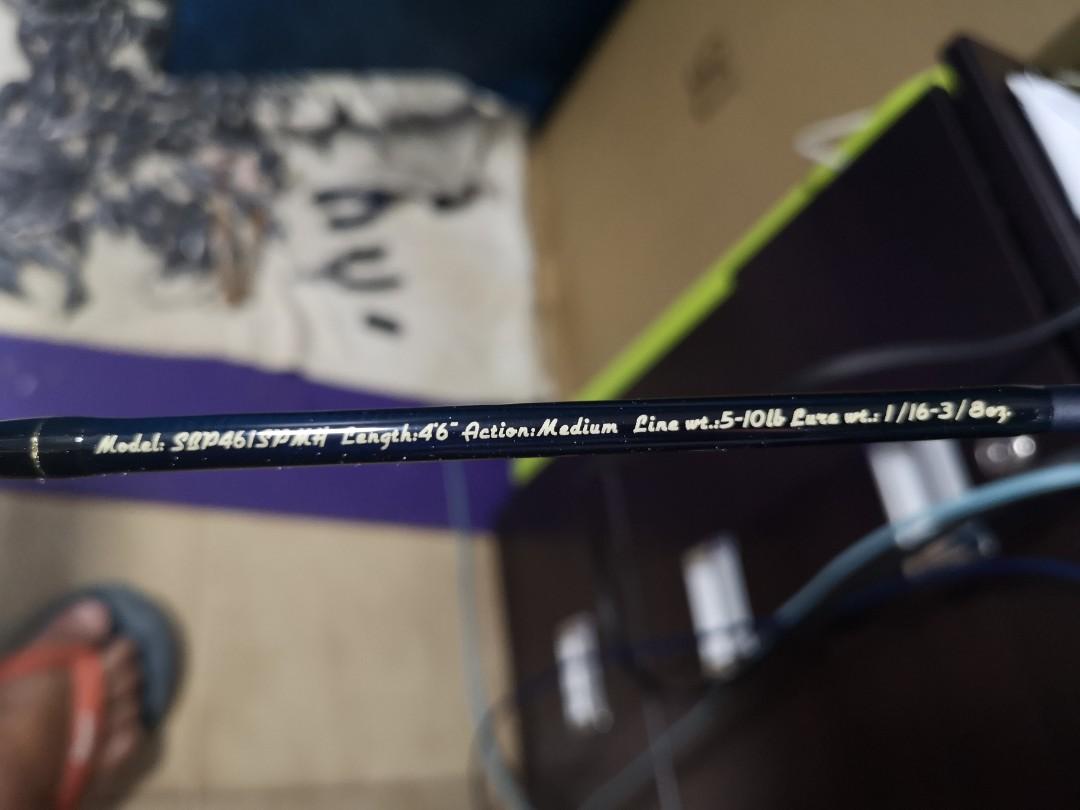 Model: SBP461SPMH Length:4'6" Action:Medium Line wt.:5-10lb Lure wt.: 1/16-3/8oz.